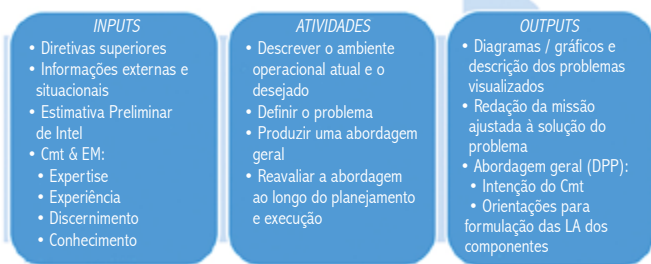 INPUTS
• Diretivas superiores
• Informações externas e
situacionais
• Estimativa Preliminar
de Intel
• Cmt & EM:
• Expertise
• Experiência
• Discernimento
• Conhecimento
ATIVIDADES
• Descrever o ambiente
operacional atual e o
desejado
• Definir o problema
• Produzir uma abordagem
geral
• Reavaliar a abordagem
ao longo do planejamento
e execução
OUTPUTS
• Diagramas / gráficos e
descrição dos problemas
visualizados
• Redação da missão
ajustada à solução do
problema
• Abordagem geral (DPP):
• Intenção do Cmt
• Orientações para
formulação das LA dos
componentes